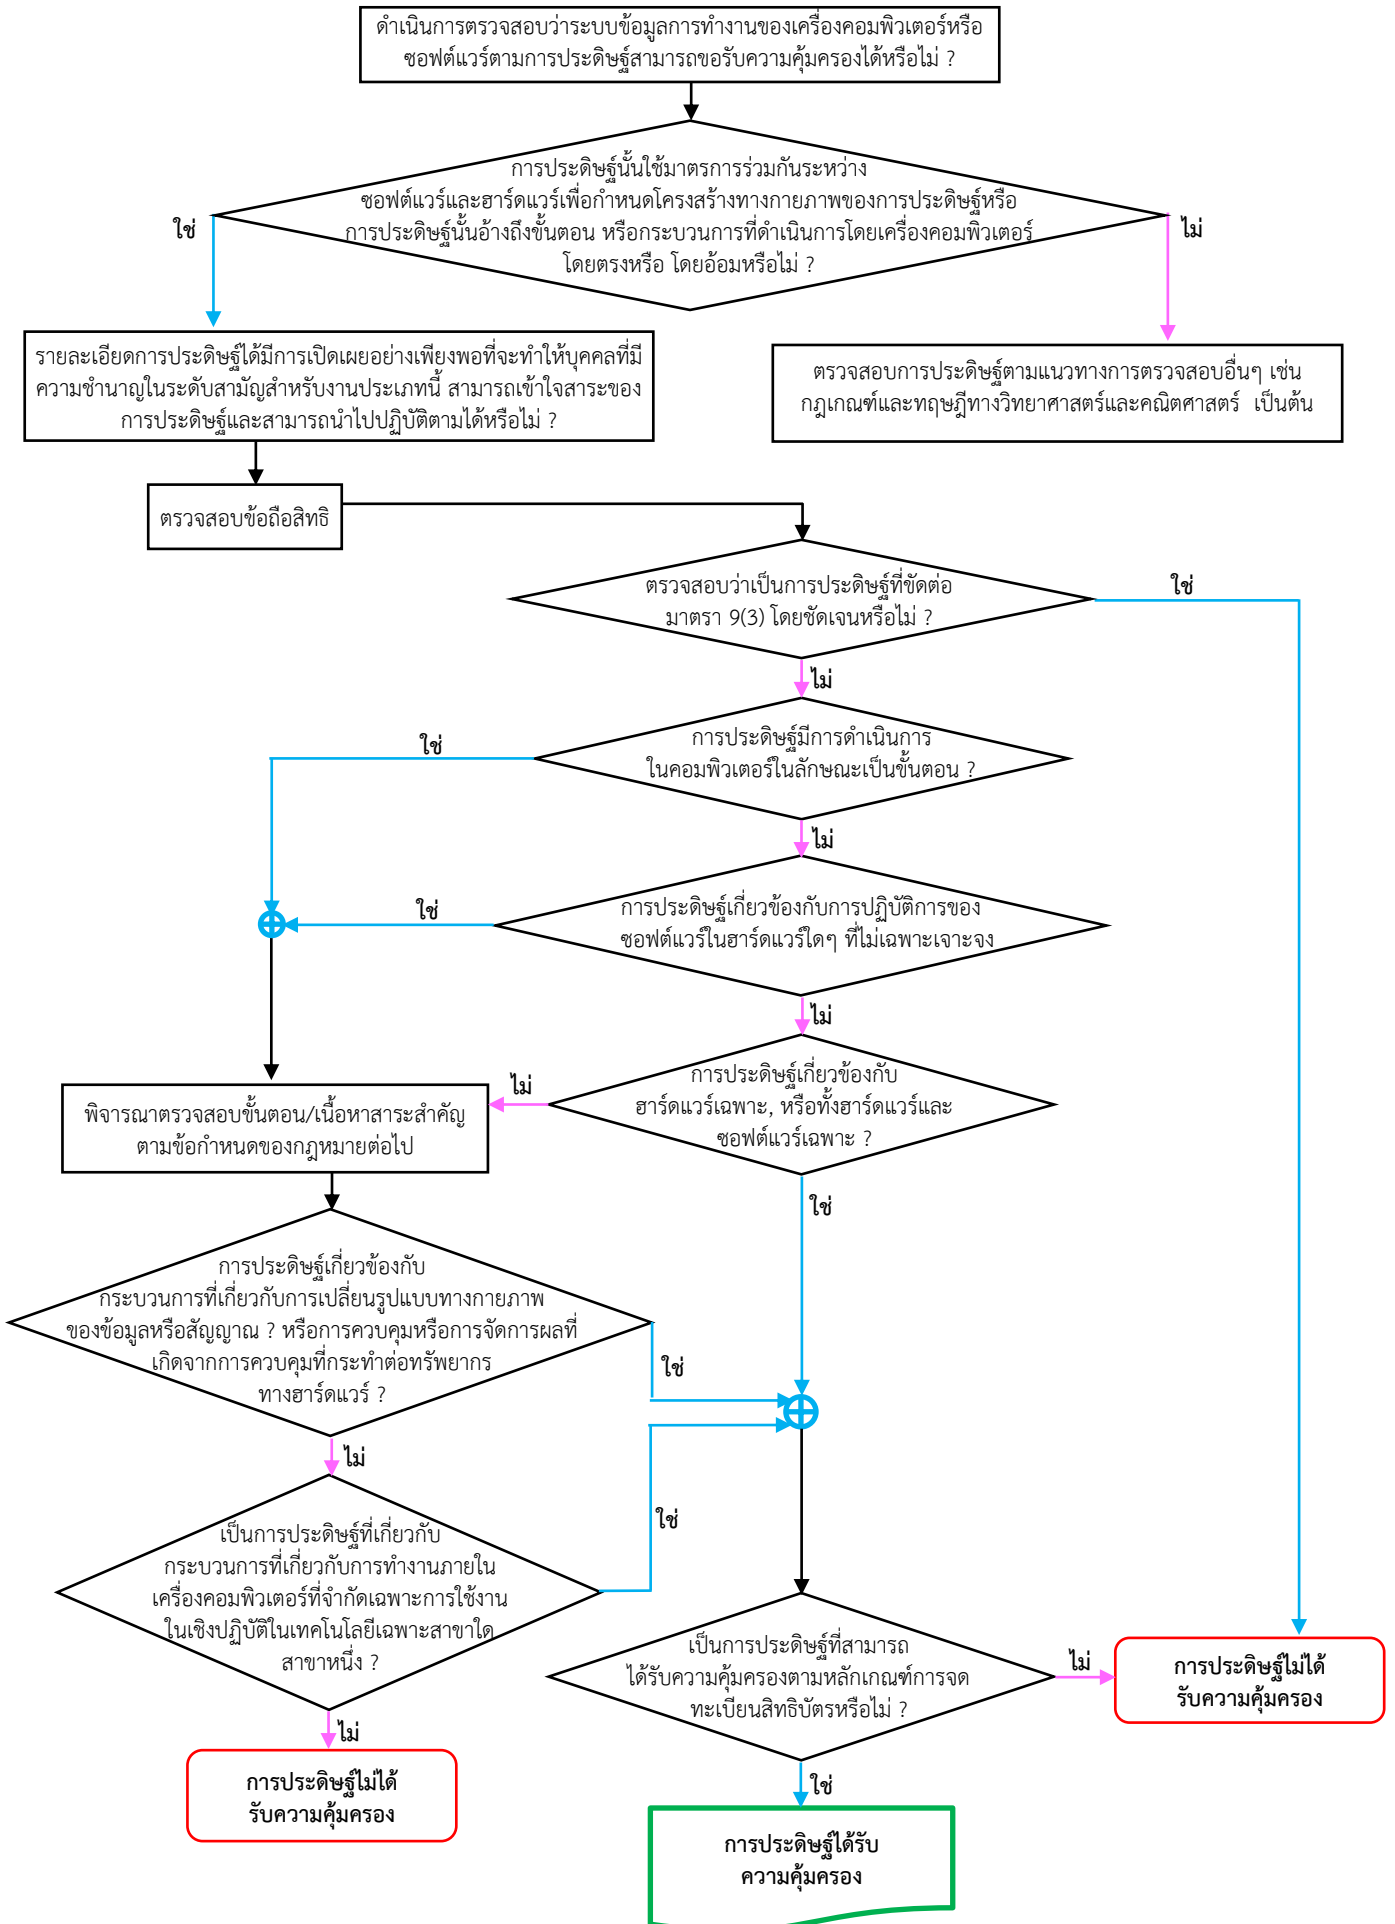 ดำเนินการตรวจสอบว่าระบบข้อมูลการทำงานของเครื่องคอมพิวเตอร์หรือ
ซอฟต์แวร์ตามการประดิษฐ์สามารถขอรับความคุ้มครองได้หรือไม่ ?
การประดิษฐ์นั้นใช้มาตรการร่วมกันระหว่าง
ซอฟต์แวร์และฮาร์ดแวร์เพื่อกำหนดโครงสร้างทางกายภาพของการประดิษฐ์หรือ
การประดิษฐ์นั้นอ้างถึงขั้นตอน หรือกระบวนการที่ดำเนินการโดยเครื่องคอมพิวเตอร์
โดยตรงหรือ โดยอ้อมหรือไม่ ?
ใช่
ไม่
รายละเอียดการประดิษฐ์ได้มีการเปิดเผยอย่างเพียงพอที่จะทำให้บุคคลที่มี
ความชำนาญในระดับสามัญสำหรับงานประเภทนี้ สามารถเข้าใจสาระของ
การประดิษฐ์และสามารถนำไปปฏิบัติตามได้หรือไม่ ?
ตรวจสอบการประดิษฐ์ตามแนวทางการตรวจสอบอื่นๆ เช่น
กฎเกณฑ์และทฤษฎีทางวิทยาศาสตร์และคณิตศาสตร์ เป็นต้น
ตรวจสอบข้อถือสิทธิ
ตรวจสอบว่าเป็นการประดิษฐ์ที่ขัดต่อ
มาตรา 9(3) โดยชัดเจนหรือไม่ ?
ใช่
ไม่
การประดิษฐ์มีการดำเนินการ
ในคอมพิวเตอร์ในลักษณะเป็นขั้นตอน ?
ใช่
ไม่
การประดิษฐ์เกี่ยวข้องกับการปฏิบัติการของ
ซอฟต์แวร์ในฮาร์ดแวร์ใดๆ ที่ไม่เฉพาะเจาะจง
ใช่
ไม่
การประดิษฐ์เกี่ยวข้องกับ
ฮาร์ดแวร์เฉพาะ, หรือทั้งฮาร์ดแวร์และ
ซอฟต์แวร์เฉพาะ ?
ไม่
ใช่
พิจารณาตรวจสอบขั้นตอน/เนื้อหาสาระสำคัญ
ตามข้อกำหนดของกฎหมายต่อไป
การประดิษฐ์เกี่ยวข้องกับ
กระบวนการที่เกี่ยวกับการเปลี่ยนรูปแบบทางกายภาพ
ของข้อมูลหรือสัญญาณ ? หรือการควบคุมหรือการจัดการผลที่
เกิดจากการควบคุมที่กระทำต่อทรัพยากร
ทางฮาร์ดแวร์ ?
ใช่
ไม่
เป็นการประดิษฐ์ที่เกี่ยวกับ
กระบวนการที่เกี่ยวกับการทำงานภายใน
เครื่องคอมพิวเตอร์ที่จำกัดเฉพาะการใช้งาน
ในเชิงปฏิบัติในเทคโนโลยีเฉพาะสาขาใด
สาขาหนึ่ง ?
ใช่
ไม่
เป็นการประดิษฐ์ที่สามารถ
ได้รับความคุ้มครองตามหลักเกณฑ์การจด
ทะเบียนสิทธิบัตรหรือไม่ ?
ไม่
ใช่
การประดิษฐ์ไม่ได้
รับความคุ้มครอง
การประดิษฐ์ไม่ได้
รับความคุ้มครอง
การประดิษฐ์ได้รับ
ความคุ้มครอง